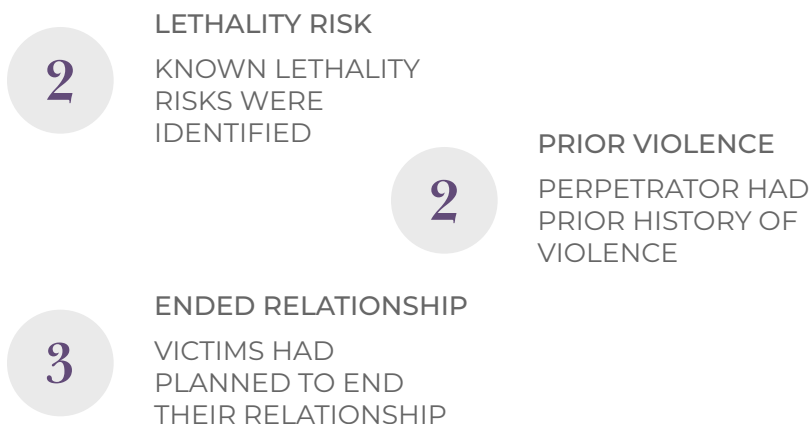 2
LETHALITY RISK
KNOWN LETHALITY
RISKS WERE
IDENTIFIED
2
PRIOR VIOLENCE
PERPETRATOR HAD
PRIOR HISTORY OF
VIOLENCE
3
ENDED RELATIONSHIP
VICTIMS HAD
PLANNED TO END
THEIR RELATIONSHIP